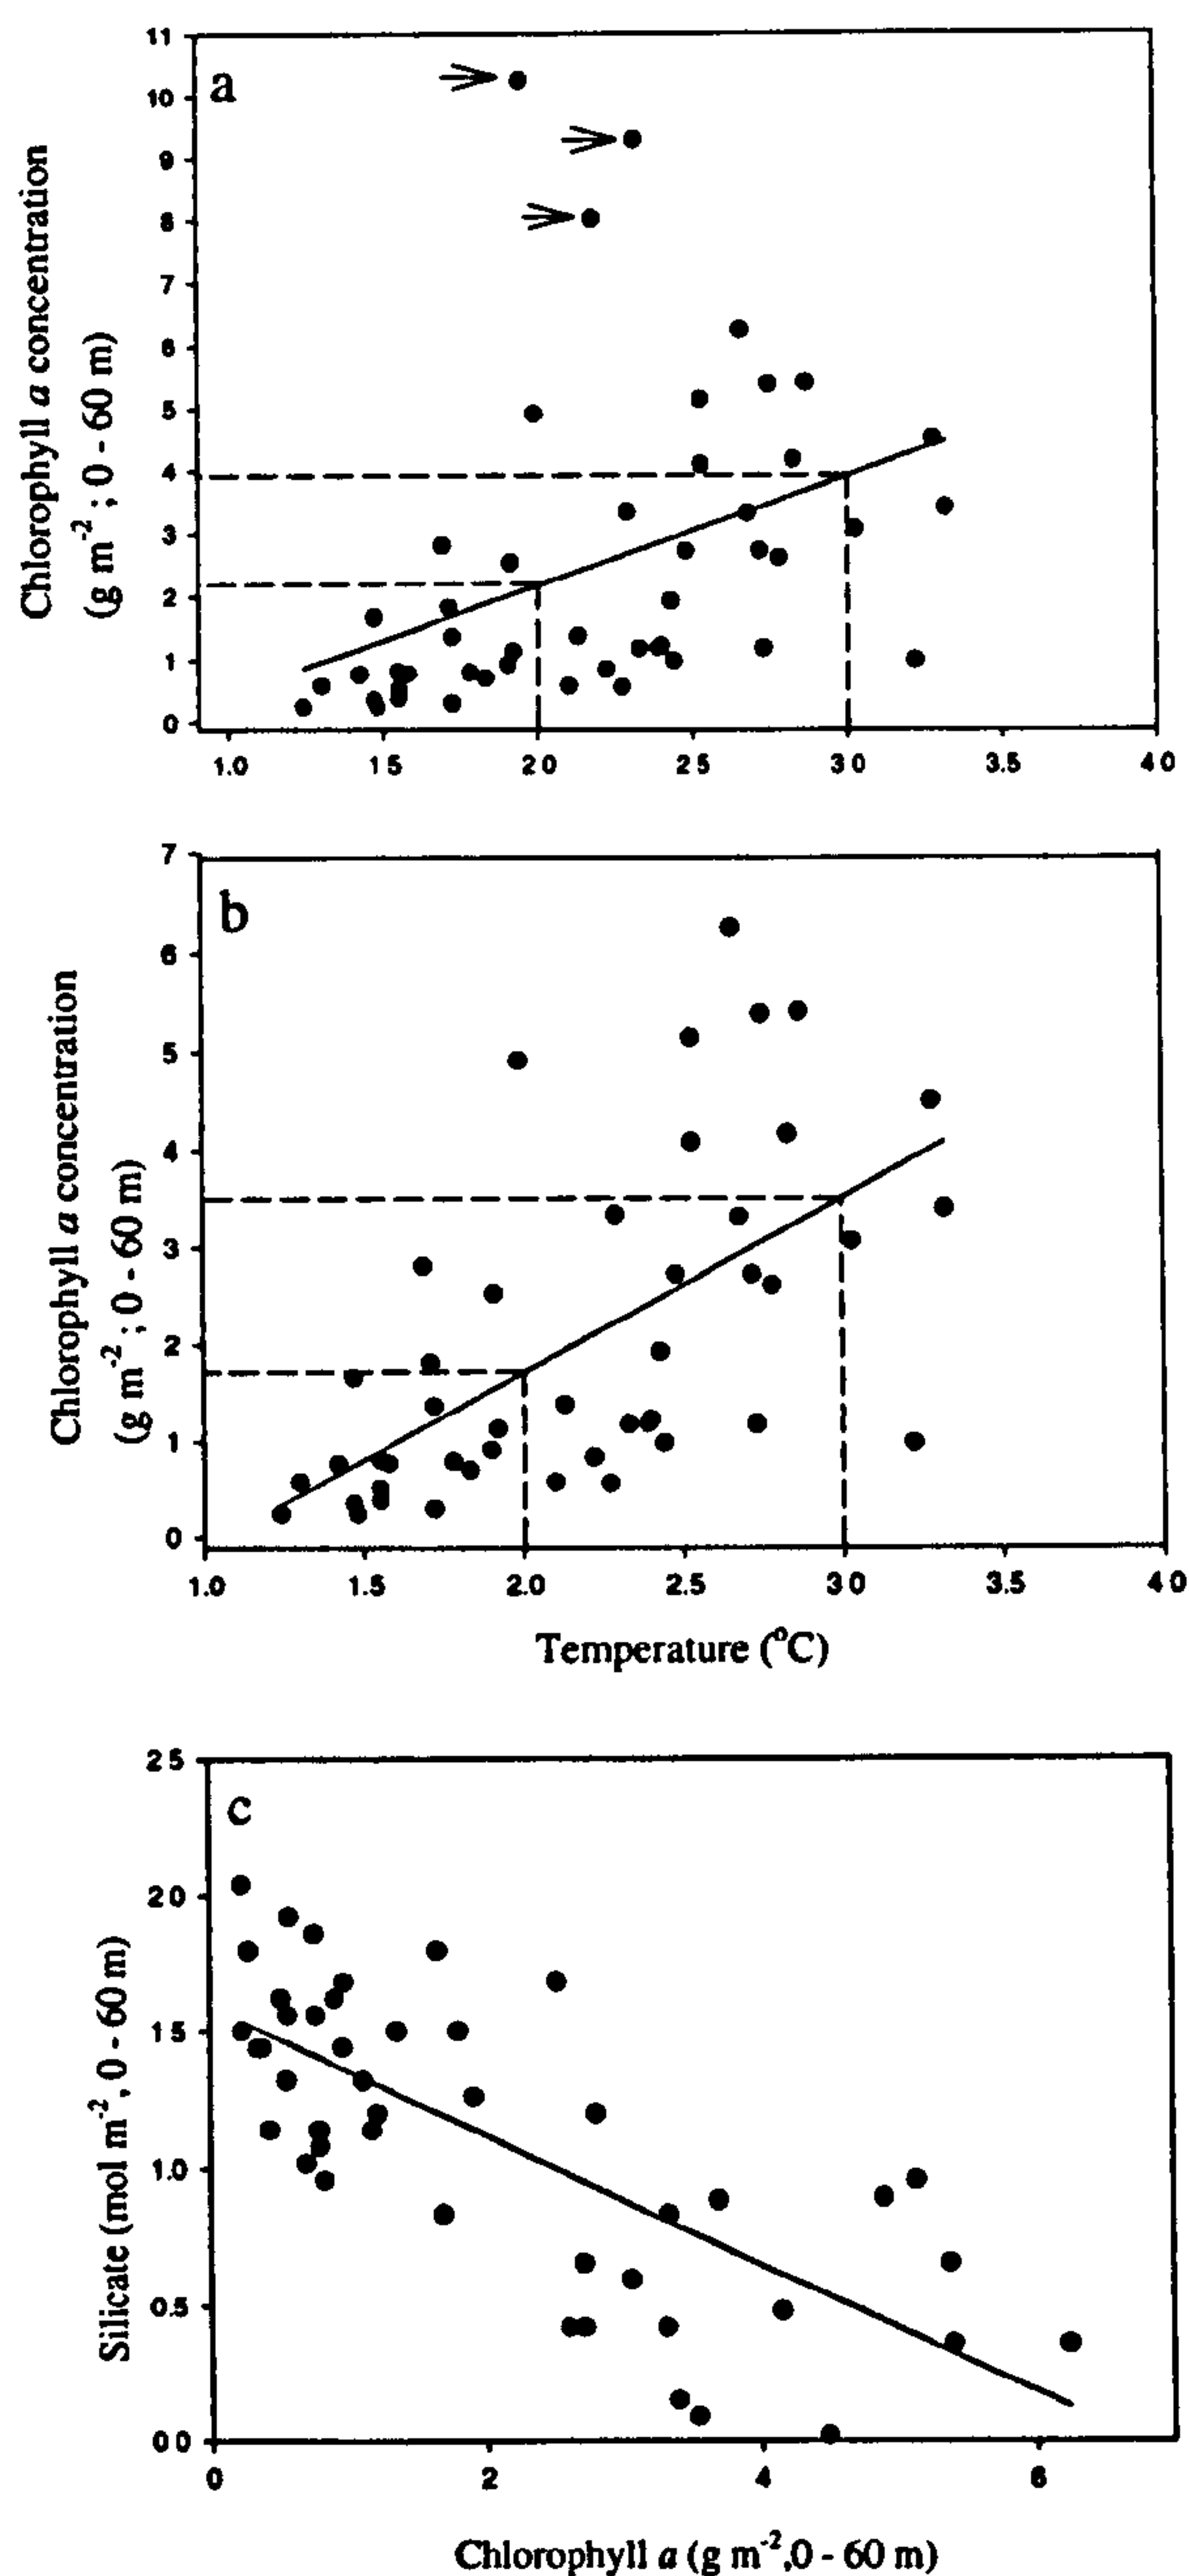 a
Chlorophyll a concentration
(g m-2 ; 0 - 60 m)
11
10
9
8
7
6
5
4
3
2
1
0
1.0 15 20 25 30 3.5 40
b
Chlorophyll a concentration
(g m-2 ; 0 - 60 m)
7
6
5
4
3
2
1
0
1.0 1.5 2.0 2.5 30 3.5 40
Temperature (oC)
c
Silicate (mol m-2, 0 - 60 m)
25
20
15
1.0
0.5
00
0 2 4 6
Chlorophyll a (g m-2,0 - 60 m)